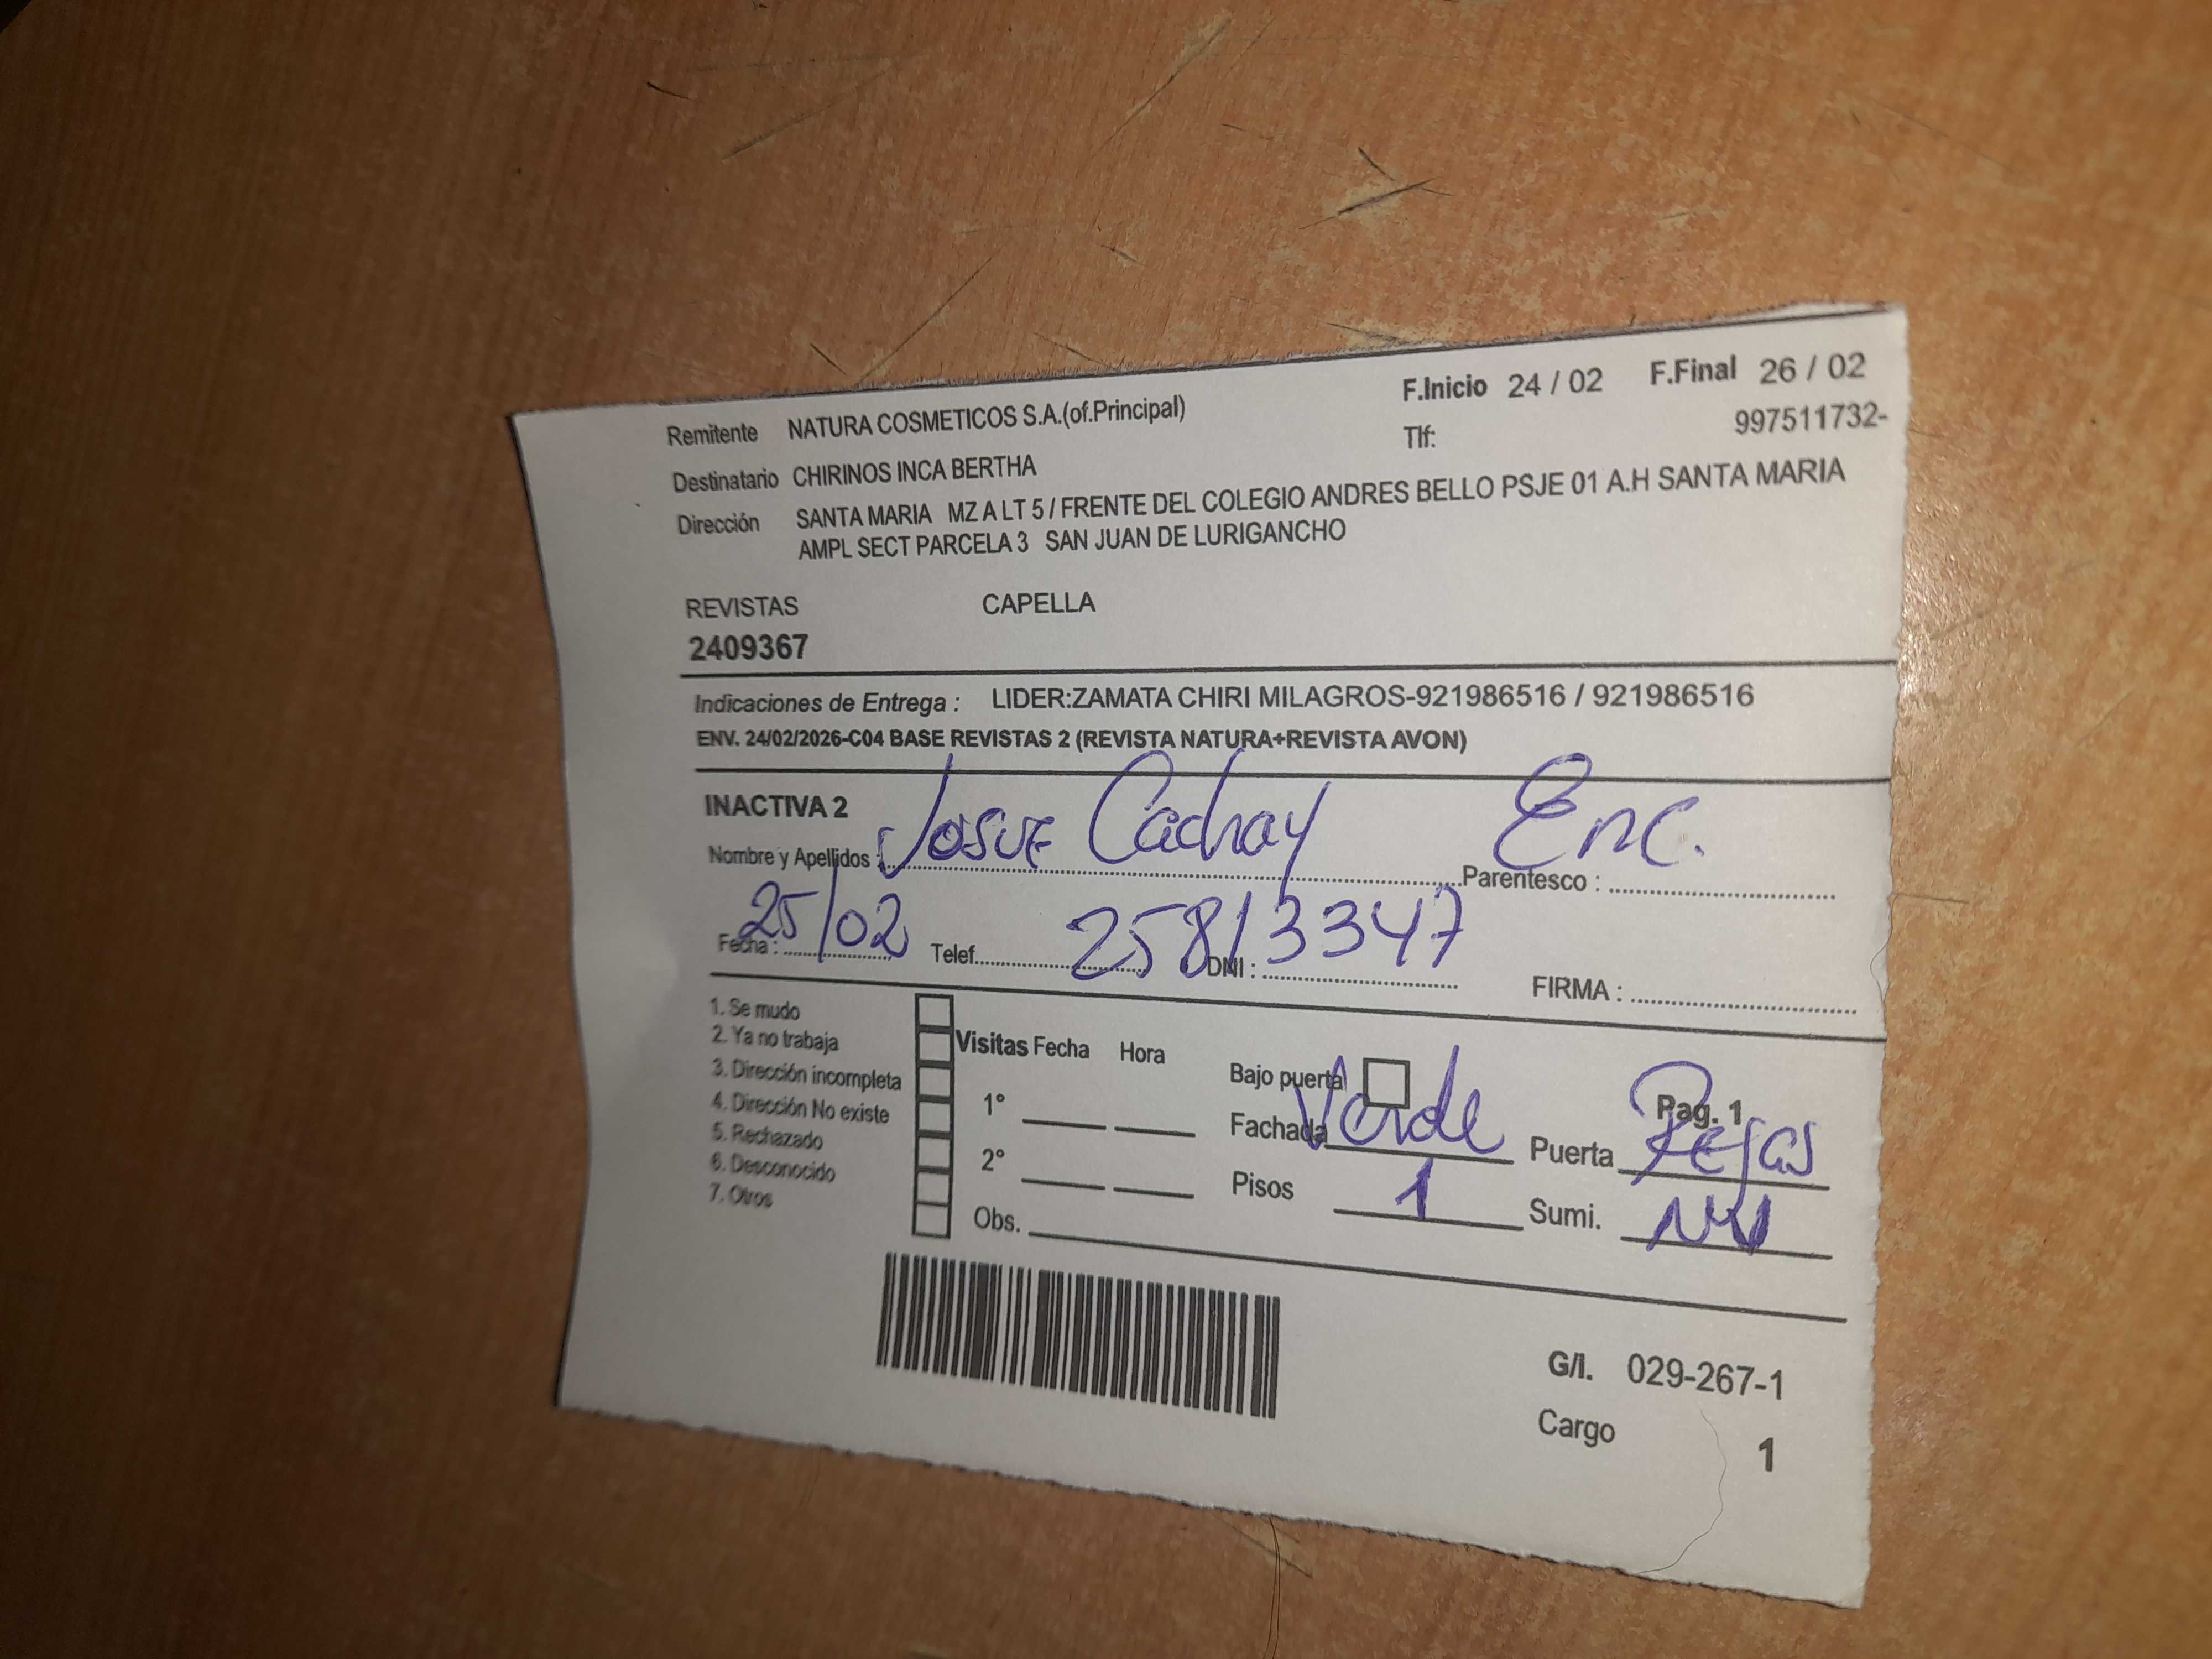 Remitente NATURA COSMETICOS S.A.(of.Principal) F.Inicio 24 / 02 F.Final 26 / 02
Tlf: 997511732-
Destinatario CHIRINOS INCA BERTHA
Dirección SANTA MARIA MZ A LT 5 / FRENTE DEL COLEGIO ANDRES BELLO PSJE 01 A.H SANTA MARIA
AMPL SECT PARCELA 3 SAN JUAN DE LURIGANCHO
REVISTAS CAPELLA
2409367
Indicaciones de Entrega : LIDER:ZAMATA CHIRI MILAGROS-921986516 / 921986516
ENV. 24/02/2026-C04 BASE REVISTAS 2 (REVISTA NATURA+REVISTA AVON)
INACTIVA 2
Nombre y Apellidos : Josue Cachay Parentesco : Enc.
Fecha : 25/02 Telef. DNI : 25813347 FIRMA :
1. Se mudo
2. Ya no trabaja
3. Dirección incompleta
4. Dirección No existe
5. Rechazado
6. Desconocido
7. Otros
Visitas Fecha Hora
1°
2°
Obs.
Bajo puerta Pag. 1
Fachada Verde Puerta Rejas
Pisos 1 Sumi.
G/I. 029-267-1
Cargo 1